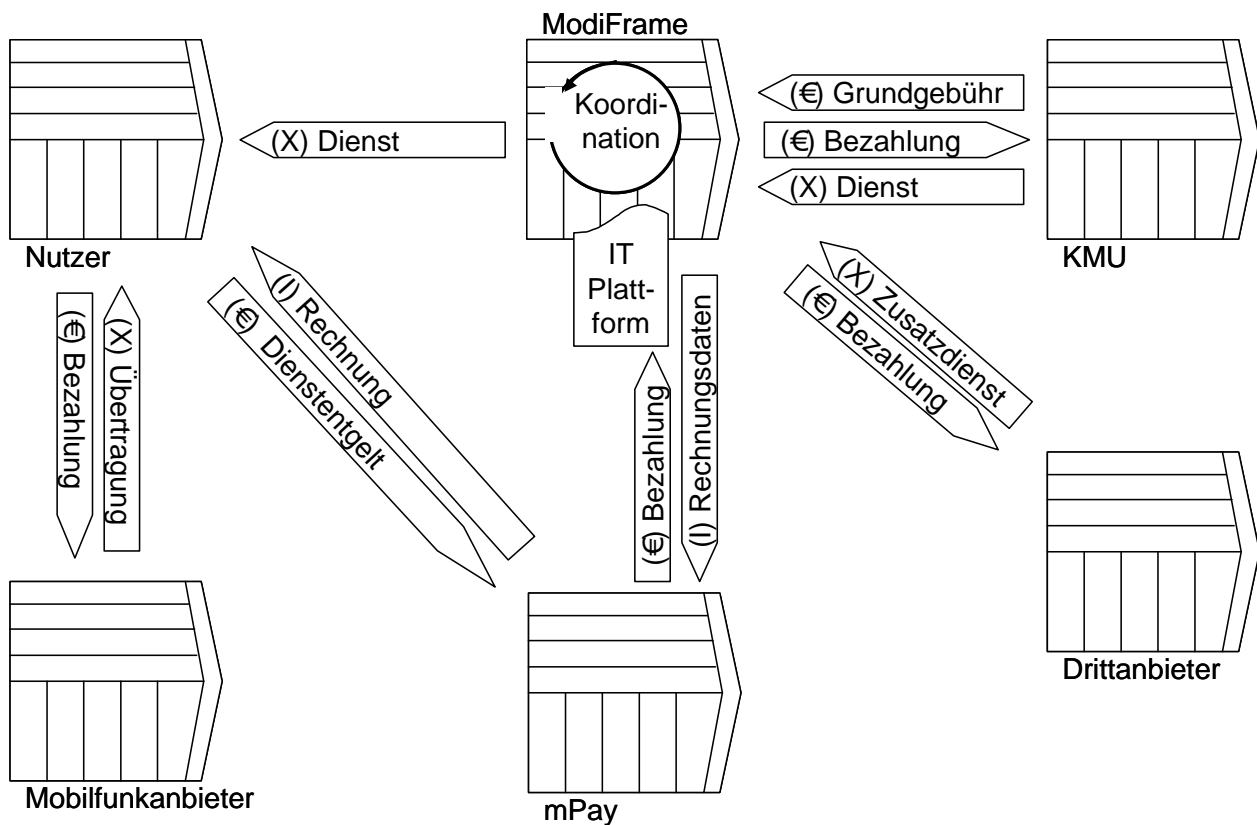 ModiFrame
Koordi-
nation
(€) Grundgebühr
(X) Dienst
(€) Bezahlung
(X) Dienst
Nutzer
IT
Platt-
form
KMU
(€) Bezahlung
(X) Übertragung
(I) Rechnung
(€) Dienstentgelt
(€) Bezahlung
(I) Rechnungsdaten
(X) Zusatzdienst
(€) Bezahlung
Drittanbieter
Mobilfunkanbieter
mPay